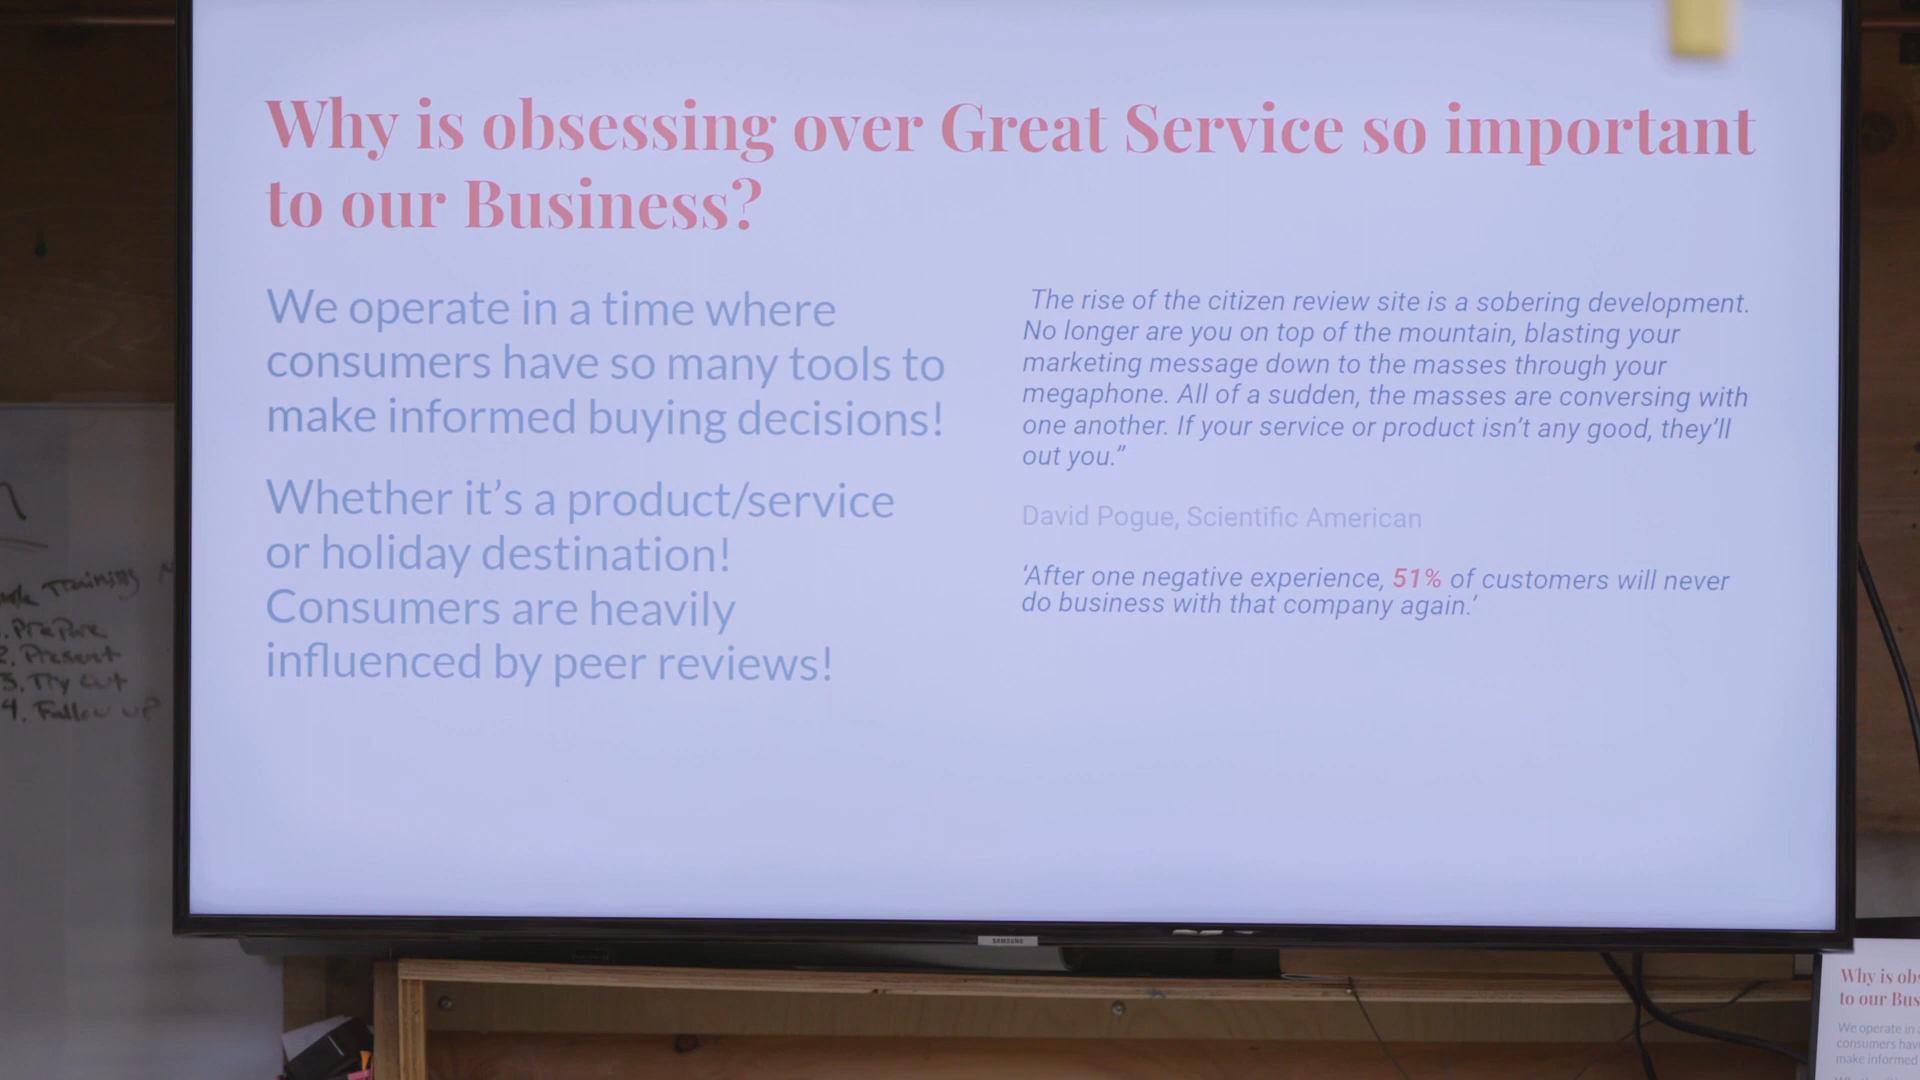 Why is obsessing over Great Service so important
to our Business?
We operate in a time where
consumers have so many tools to
make informed buying decisions!
Whether it’s a product/service
or holiday destination!
Consumers are heavily
influenced by peer reviews!
The rise of the citizen review site is a sobering development.
No longer are you on top of the mountain, blasting your
marketing message down to the masses through your
megaphone. All of a sudden, the masses are conversing with
one another. If your service or product isn’t any good, they’ll
out you.”
David Pogue, Scientific American
‘After one negative experience, 51% of customers will never
do business with that company again.’
Training
1. Prepare
2. Present
3. Try out
4. Follow up
SAMSUNG
Why is obs
to our Bus
We operate in a
consumers hav
make informed